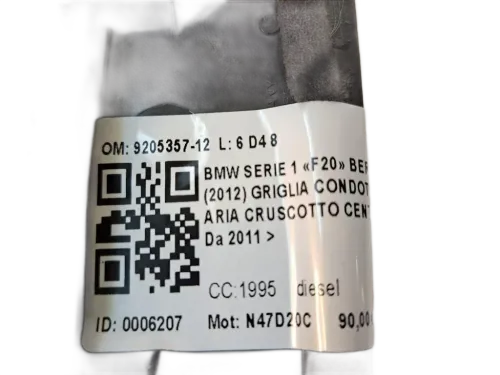 OM: 9205357-12 L: 6 D4 8
BMW SERIE 1 «F20» BER
(2012) GRIGLIA CONDOT
ARIA CRUSCOTTO CENT
Da 2011 >
CC:1995 diesel
ID: 0006207 Mot: N47D20C 90,00